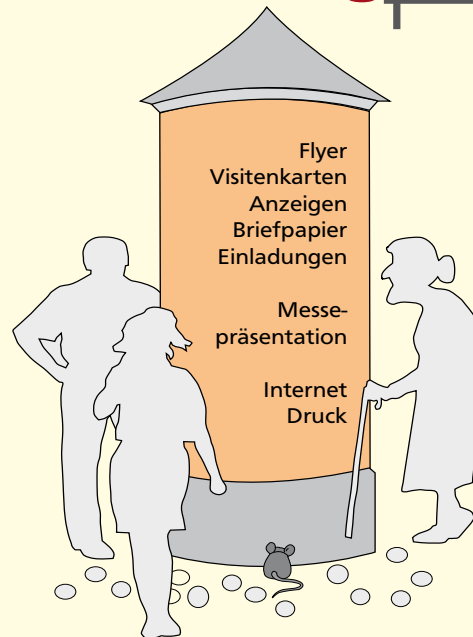 Flyer
Visitenkarten
Anzeigen
Briefpapier
Einladungen
Messe-
präsentation
Internet
Druck